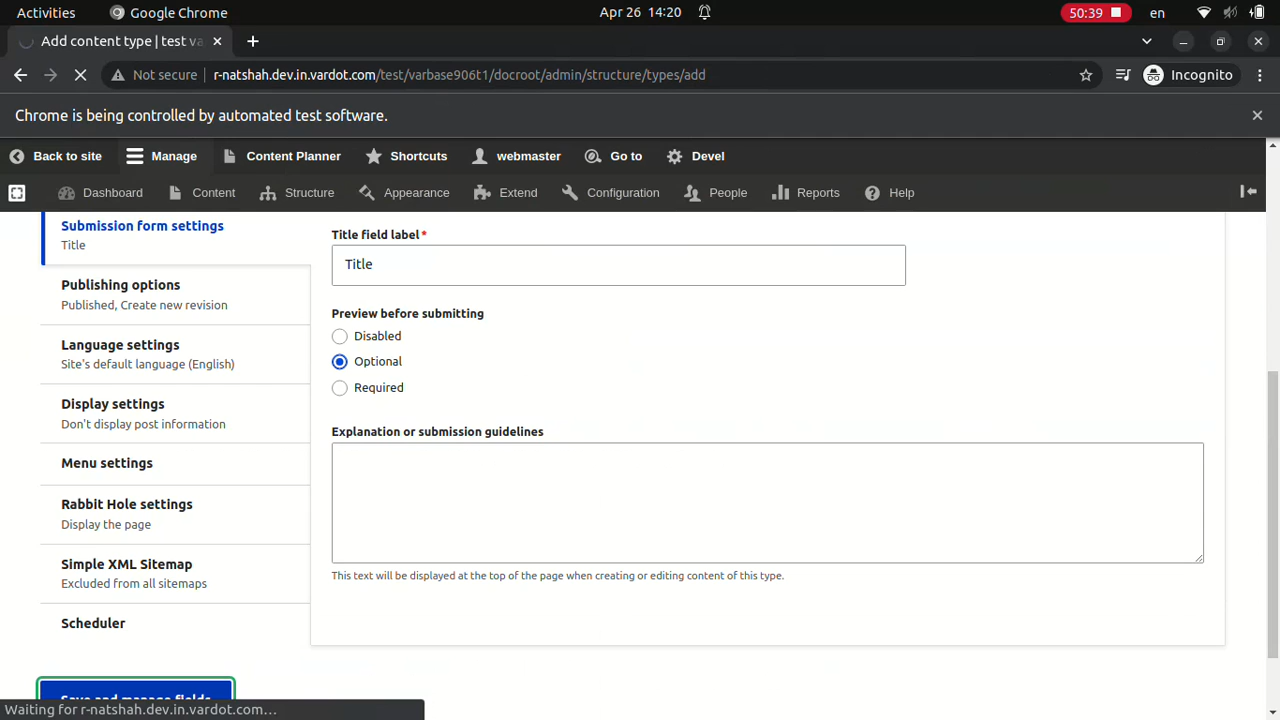 Activities
Google Chrome
Apr 26 14:20
50:39
en
Add content type | test va
Not secure
r-natshah.dev.in.vardot.com/test/varbase906t1/docroot/admin/structure/types/add
Incognito
Chrome is being controlled by automated test software.
Back to site
Manage
Content Planner
Shortcuts
webmaster
Go to
Devel
Dashboard
Content
Structure
Appearance
Extend
Configuration
People
Reports
Help
Submission form settings
Title
Publishing options
Published, Create new revision
Language settings
Site's default language (English)
Display settings
Don't display post information
Menu settings
Rabbit Hole settings
Display the page
Simple XML Sitemap
Excluded from all sitemaps
Scheduler
Title field label*
Title
Preview before submitting
Disabled
Optional
Required
Explanation or submission guidelines
This text will be displayed at the top of the page when creating or editing content of this type.
Save and manage fields
Waiting for r-natshah.dev.in.vardot.com...